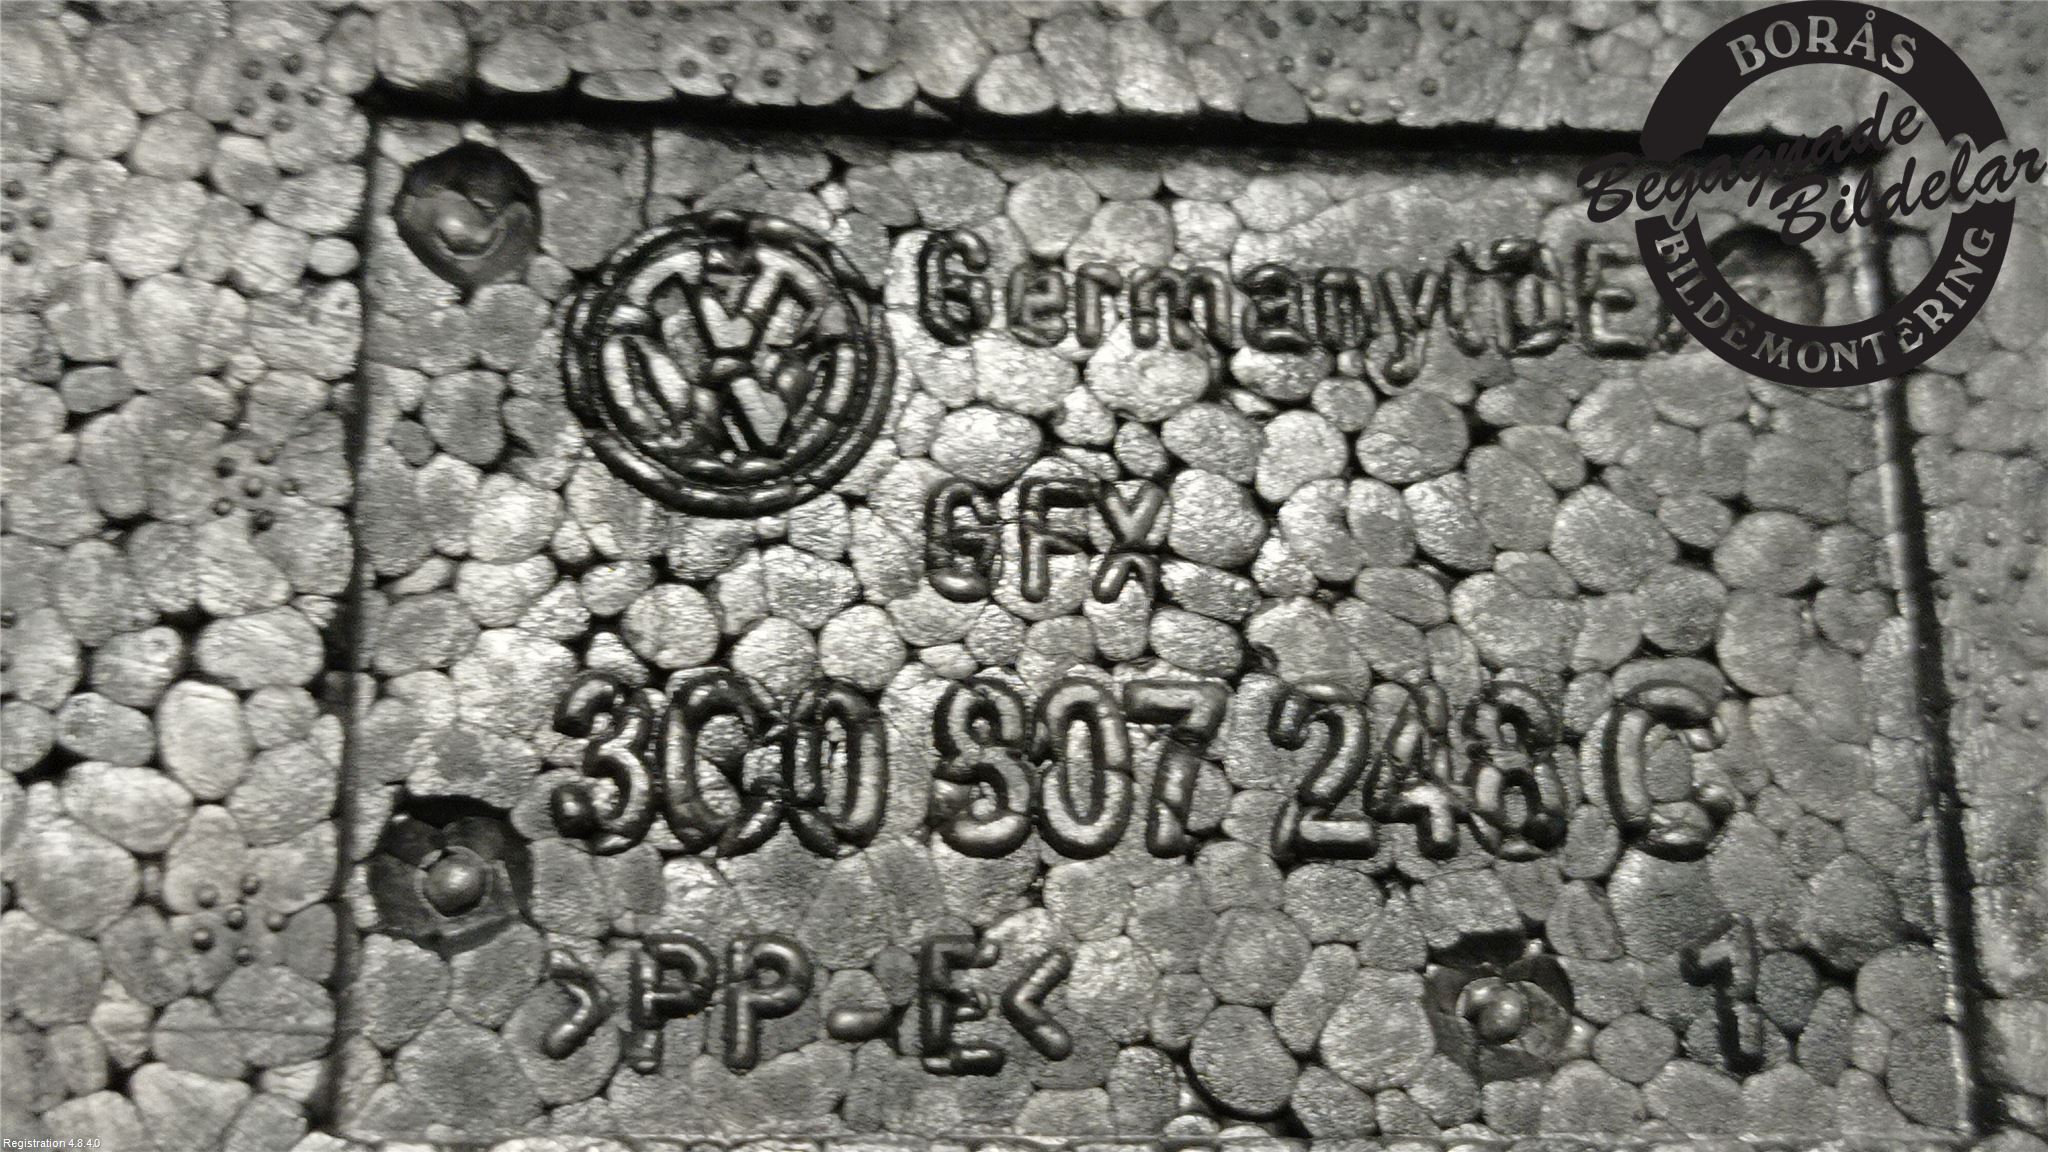 BORÅS
Begagnade
Bildelar
BILDEMONTERING
Germany(DE)
GFX
3C0 807 248 C
>PP-E<
1
Registration 4.8.4.0